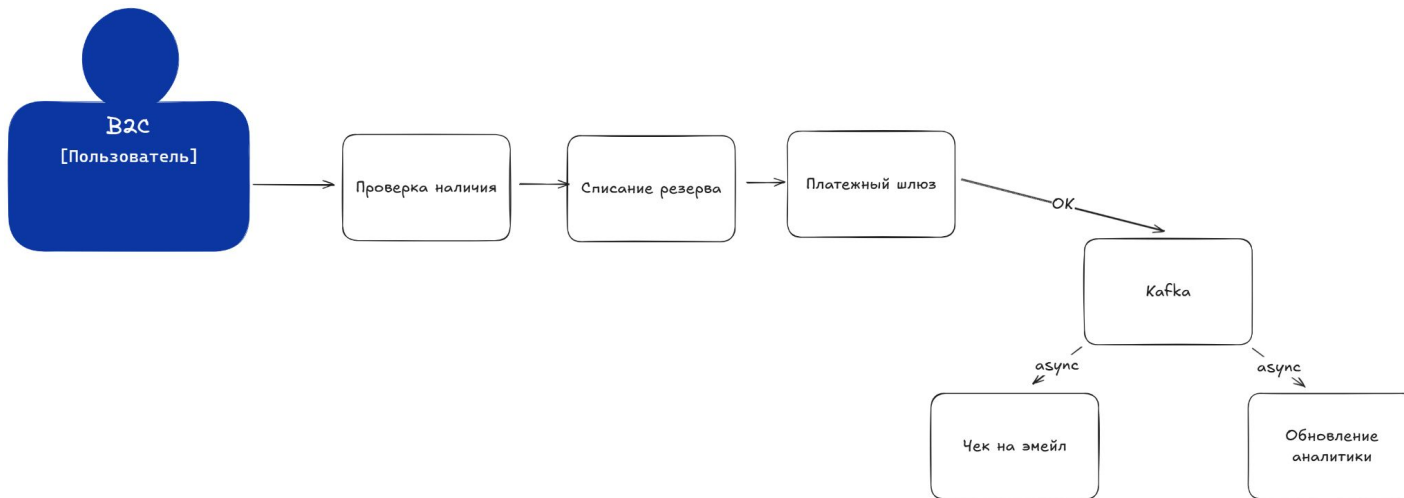 B2C
[Пользователь]
Проверка наличия
Списание резерва
Платежный шлюз
OK
Kafka
async
async
Чек на эмейл
Обновление
аналитики